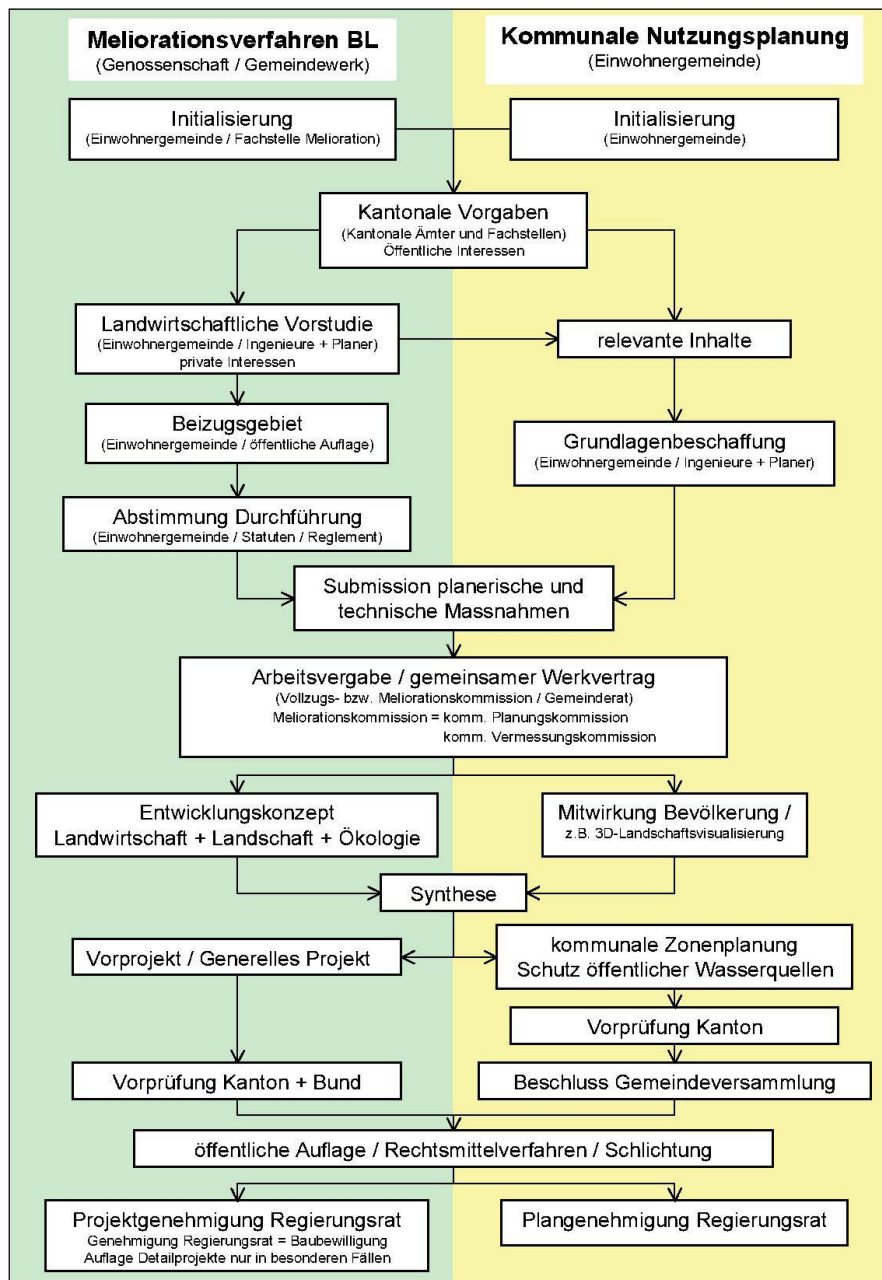 Meliorationsverfahren BL
(Genossenschaft / Gemeindewerk)
Kommunale Nutzungsplanung
(Einwohnergemeinde)
Initialisierung
(Einwohnergemeinde / Fachstelle Melioration)
Initialisierung
(Einwohnergemeinde)
Kantonale Vorgaben
(Kantonale Ämter und Fachstellen)
Öffentliche Interessen
Landwirtschaftliche Vorstudie
(Einwohnergemeinde / Ingenieure + Planer)
private Interessen
relevante Inhalte
Beizugsgebiet
(Einwohnergemeinde / öffentliche Auflage)
Grundlagenbeschaffung
(Einwohnergemeinde / Ingenieure + Planer)
Abstimmung Durchführung
(Einwohnergemeinde / Statuten / Reglement)
Submission planerische und
technische Massnahmen
Arbeitsvergabe / gemeinsamer Werkvertrag
(Vollzugs- bzw. Meliorationskommission / Gemeinderat)
Meliorationskommission = komm. Planungskommission
komm. Vermessungskommission
Entwicklungskonzept
Landwirtschaft + Landschaft + Ökologie
Mitwirkung Bevölkerung /
z.B. 3D-Landschaftsvisualisierung
Synthese
Vorprojekt / Generelles Projekt
kommunale Zonenplanung
Schutz öffentlicher Wasserquellen
Vorprüfung Kanton
Vorprüfung Kanton + Bund
Beschluss Gemeindeversammlung
öffentliche Auflage / Rechtsmittelverfahren / Schlichtung
Projektgenehmigung Regierungsrat
Genehmigung Regierungsrat = Baubewilligung
Auflage Detailprojekte nur in besonderen Fällen
Plangenehmigung Regierungsrat